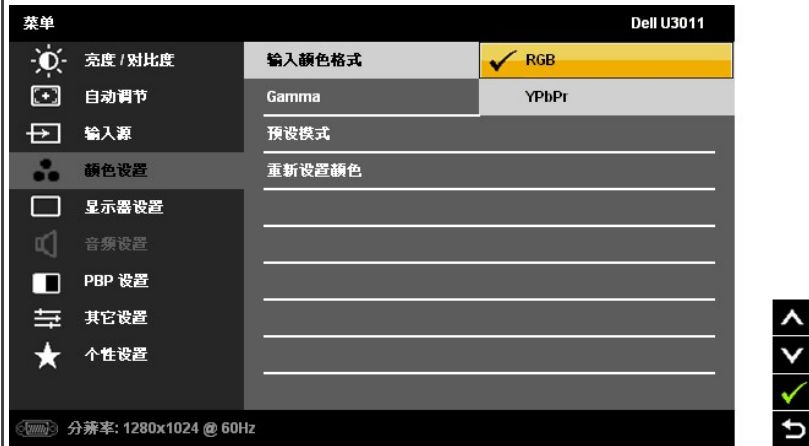 菜单
Dell U3011
亮度 / 对比度
输入颜色格式
RGB
自动调节
Gamma
YPbPr
输入源
预设模式
颜色设置
重新设置颜色
显示器设置
音频设置
PBP 设置
其它设置
个性设置
分辨率: 1280x1024 @ 60Hz